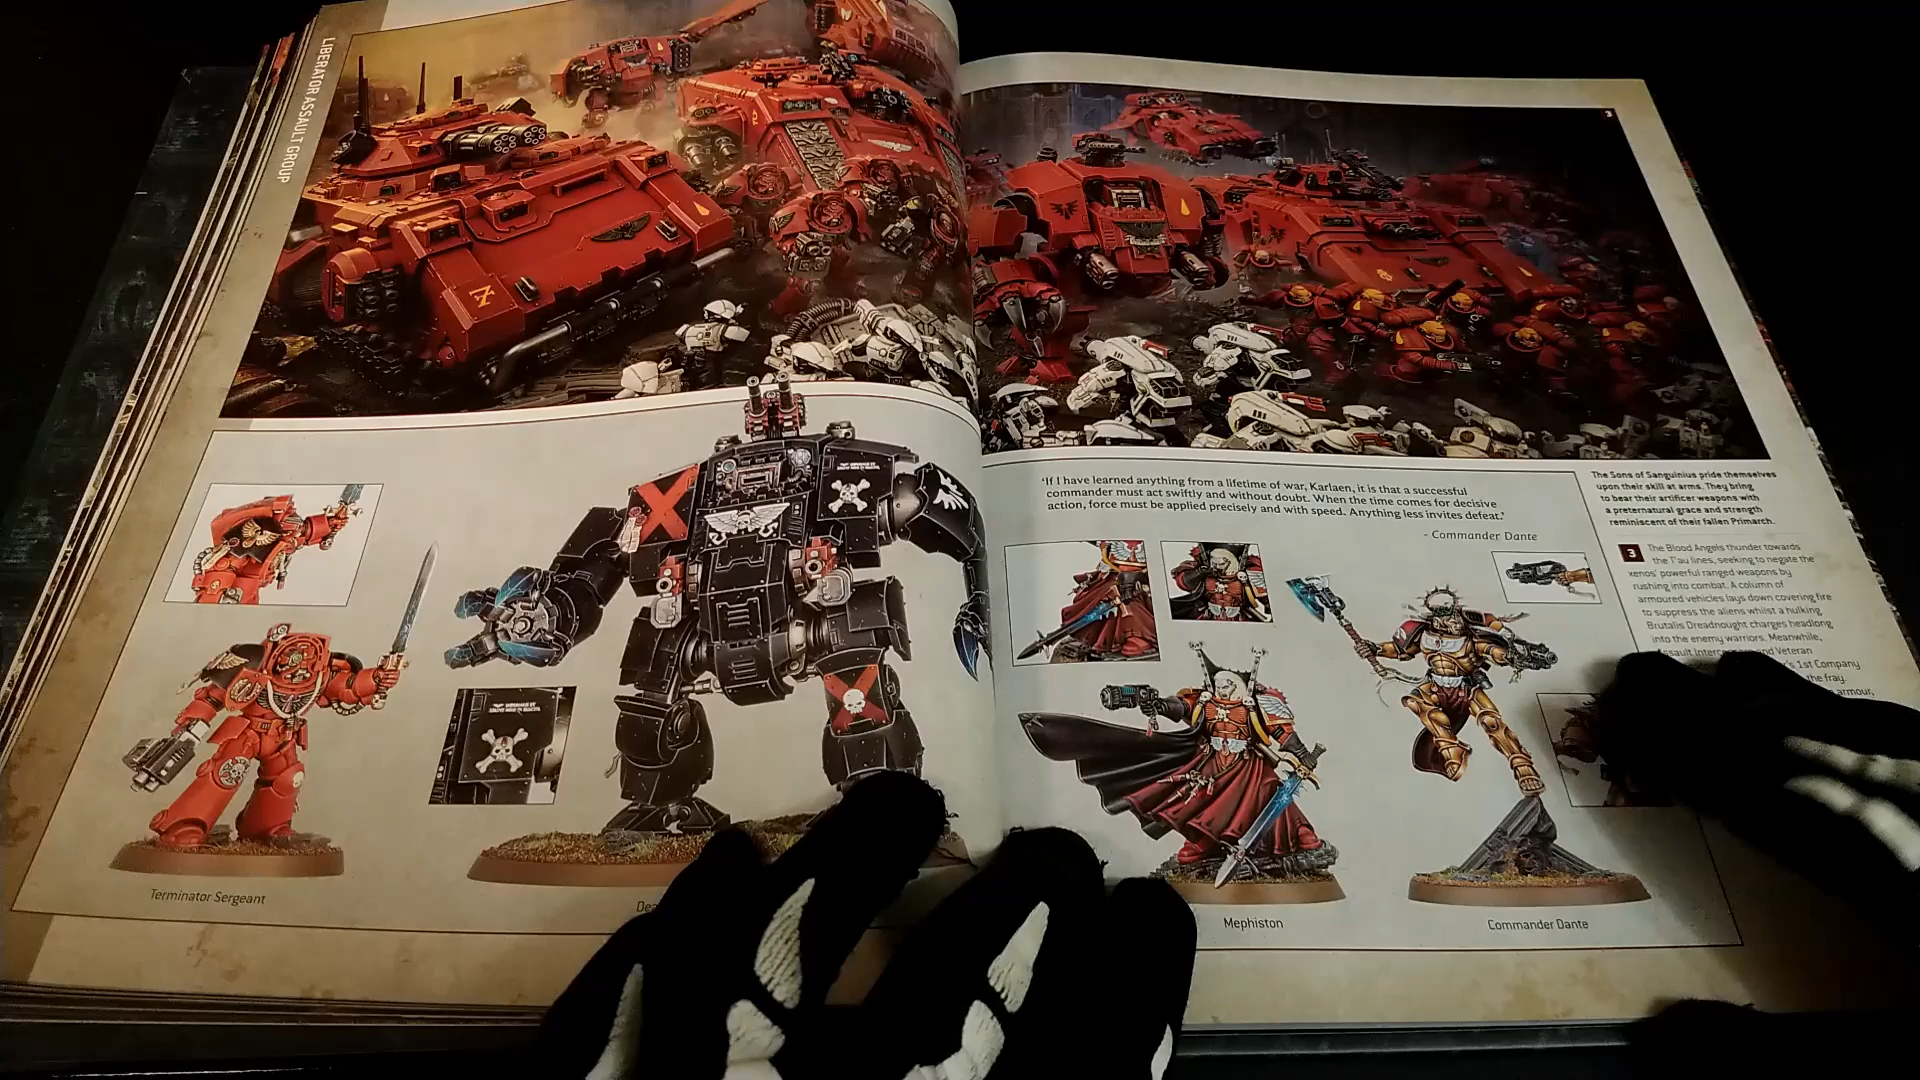 LIBERATOR ASSAULT GROUP
Terminator Sergeant
'If I have learned anything from a lifetime of war, Karlaen, it is that a successful
commander must act swiftly and without doubt. When the time comes for decisive
action, force must be applied precisely and with speed. Anything less invites defeat.'
- Commander Dante
Mephiston
Commander Dante
3
The Sons of Sanguinius pride themselves
upon their skill at arms. They bring
to bear their artificer weapons with
a preternatural grace and strength
reminiscent of their fallen Primarch.
3
The Blood Angels thunder towards
the T'au lines, seeking to negate the
xenos' powerful ranged weapons by
rushing into combat. A column of
armoured vehicles lays down covering fire
to suppress the aliens whilst a hulking
Brutalis Dreadnought charges headlong
into the enemy warriors. Meanwhile,
and Veteran
1st Company
the fray.
armour,